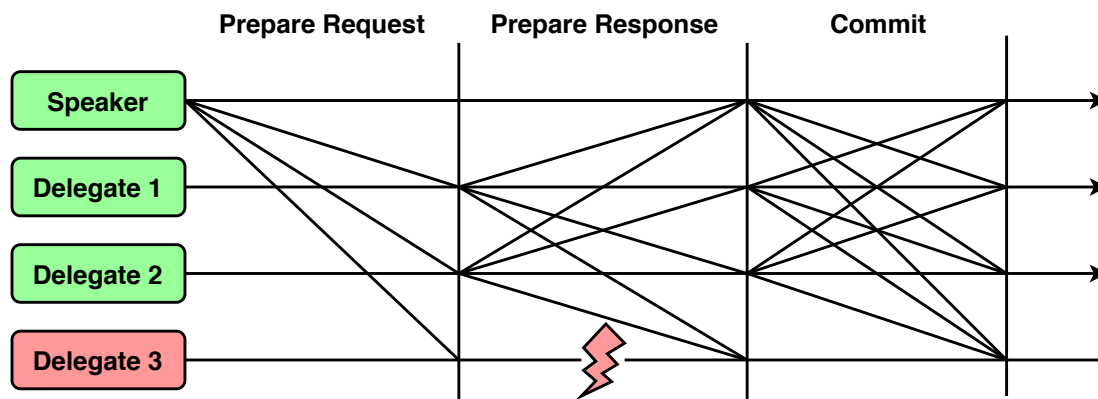 Prepare Request
Prepare Response
Commit
Speaker
Delegate 1
Delegate 2
Delegate 3